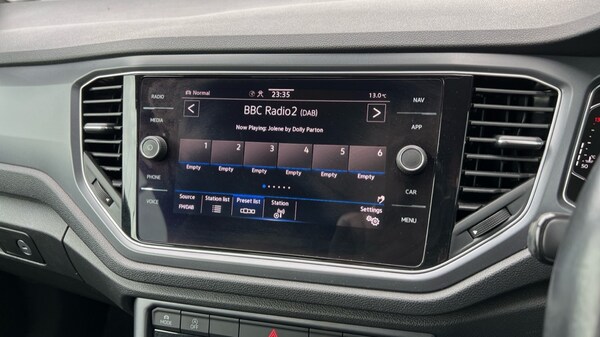 Normal
23:35
13.0°C
RADIO
MEDIA
PHONE
VOICE
BBC Radio2 (DAB)
Now Playing: Jolene by Dolly Parton
1 2 3 4 5 6
Empty Empty Empty Empty Empty Empty
Source Station list Preset list Station Settings
FM/DAB
NAV
APP
CAR
MENU
MODE
50